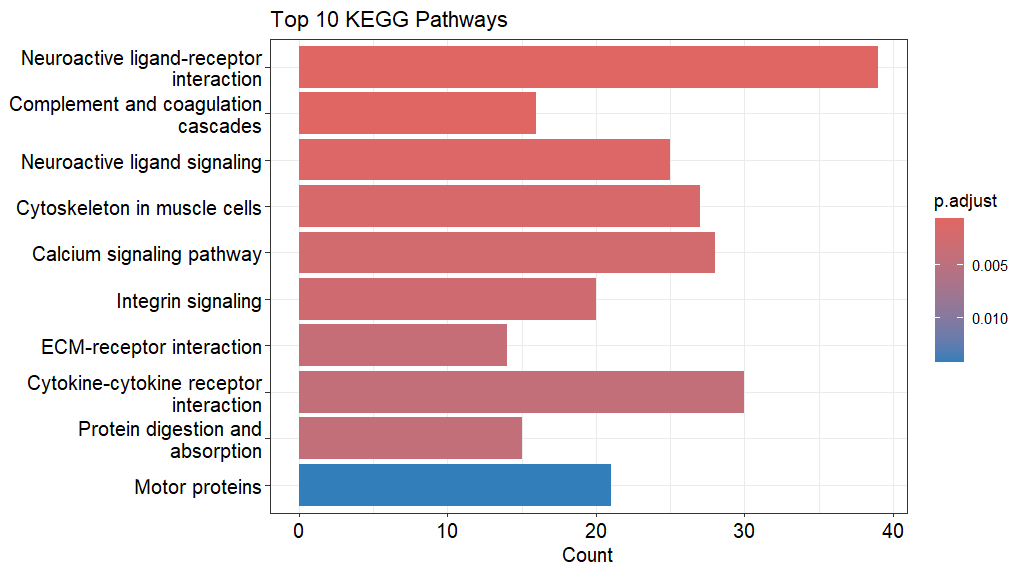 Top 10 KEGG Pathways
Neuroactive ligand-receptor
interaction
Complement and coagulation
cascades
Neuroactive ligand signaling
Cytoskeleton in muscle cells
Calcium signaling pathway
Integrin signaling
ECM-receptor interaction
Cytokine-cytokine receptor
interaction
Protein digestion and
absorption
Motor proteins
0 10 20 30 40
Count
p.adjust
0.005
0.010